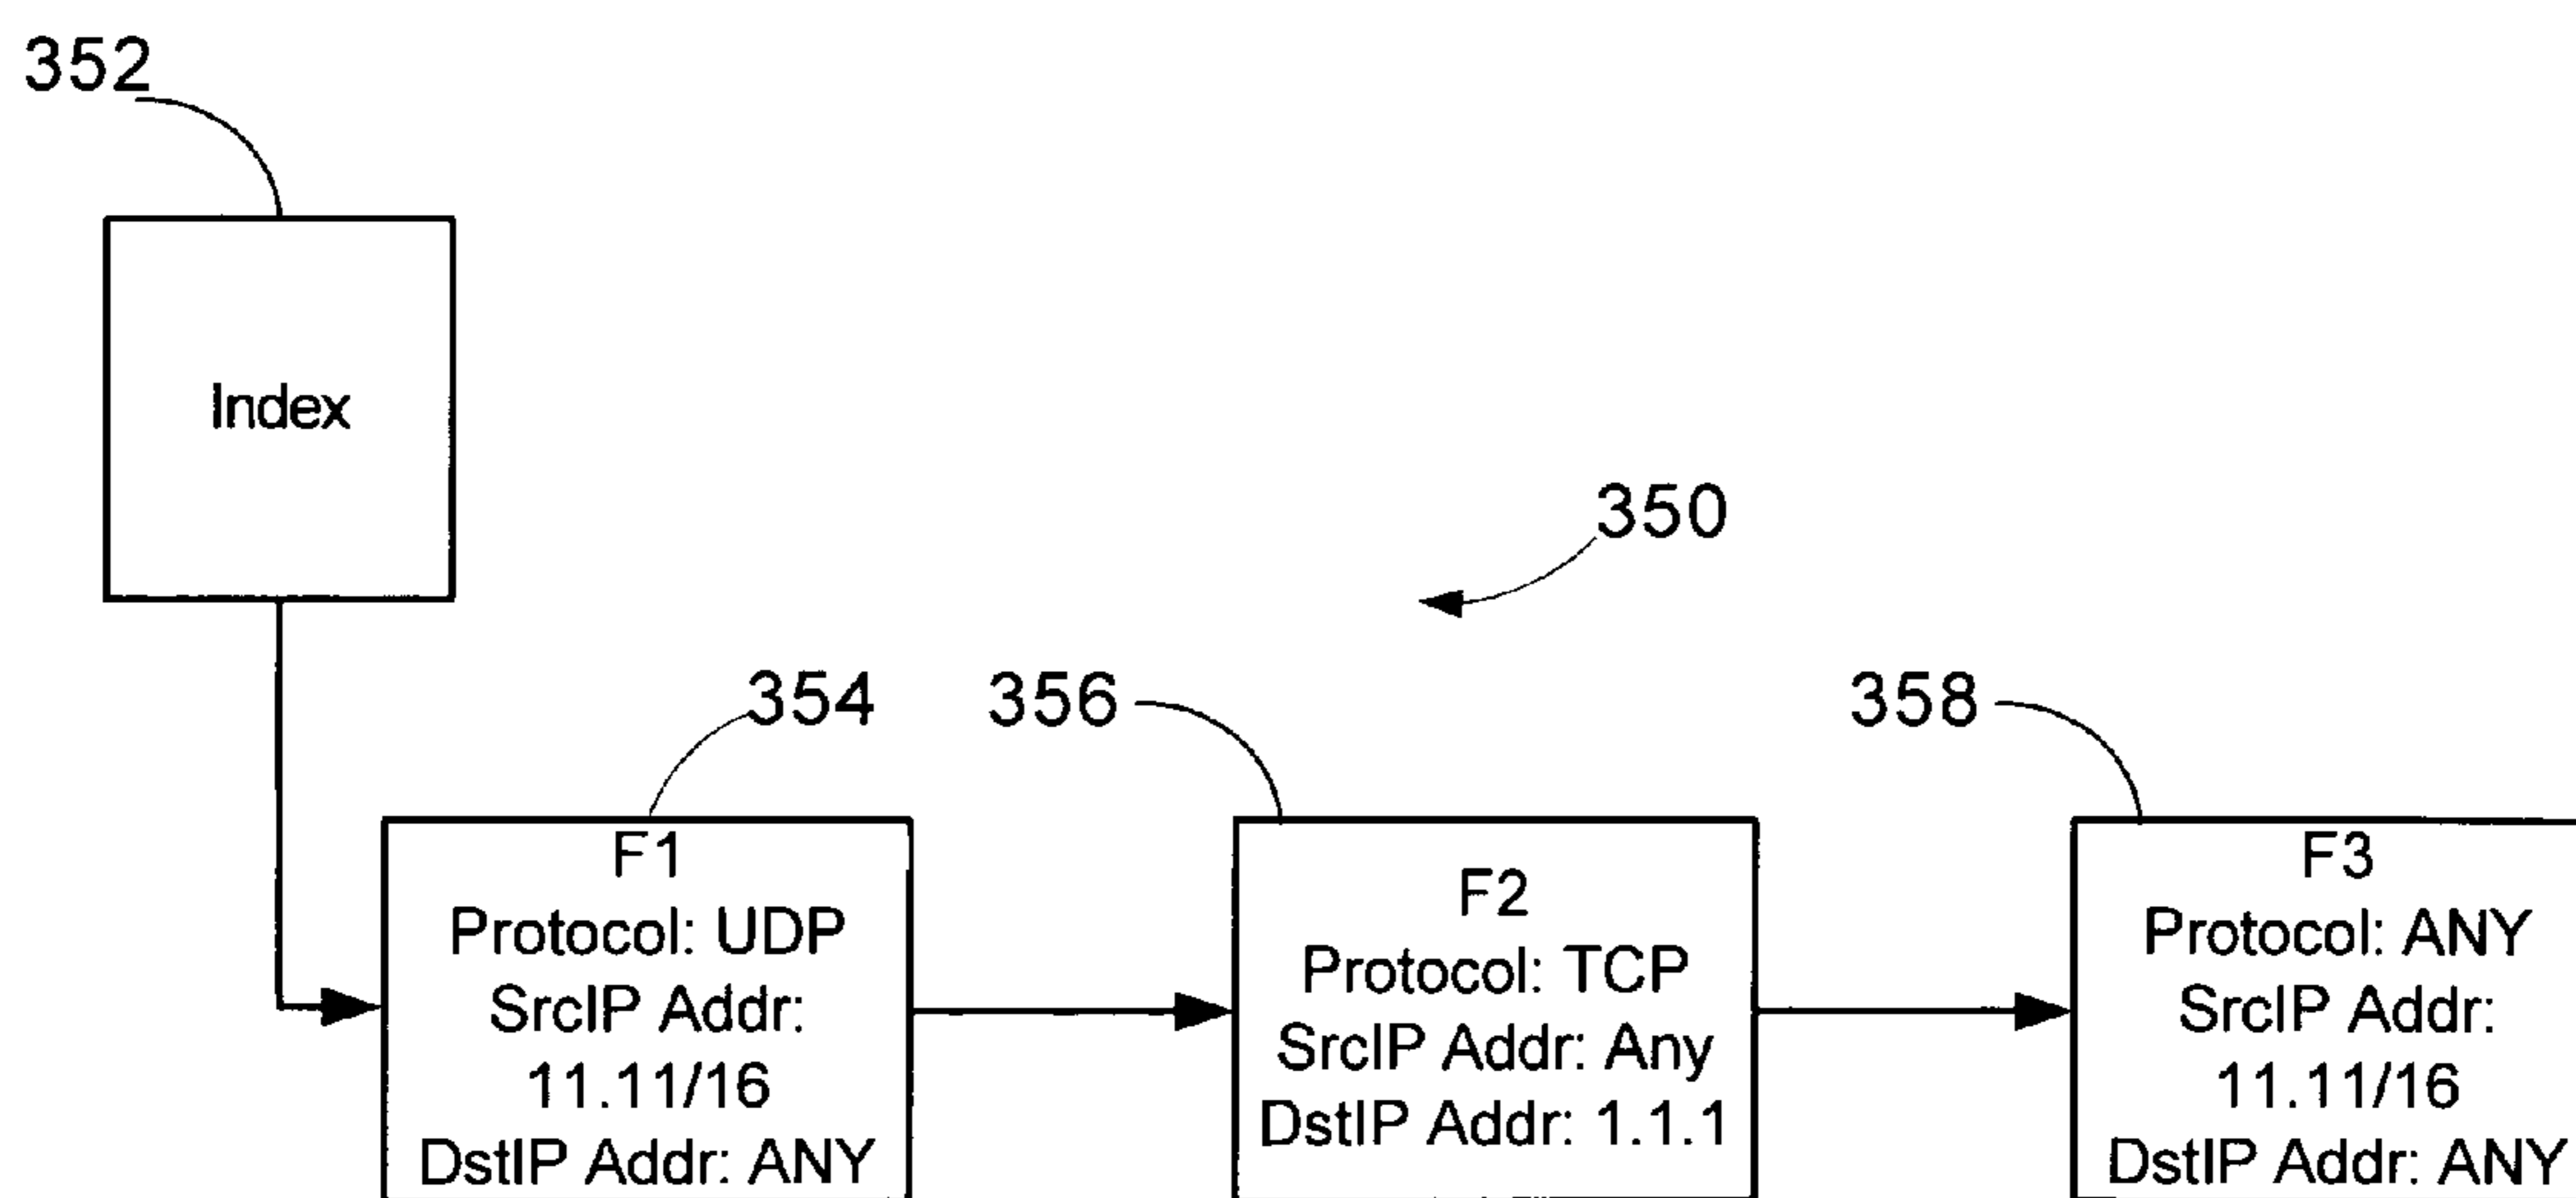 352
Index
350
354
356
358
F1
Protocol: UDP
SrcIP Addr:
11.11/16
DstIP Addr: ANY
F2
Protocol: TCP
SrcIP Addr: Any
DstIP Addr: 1.1.1
F3
Protocol: ANY
SrcIP Addr:
11.11/16
DstIP Addr: ANY